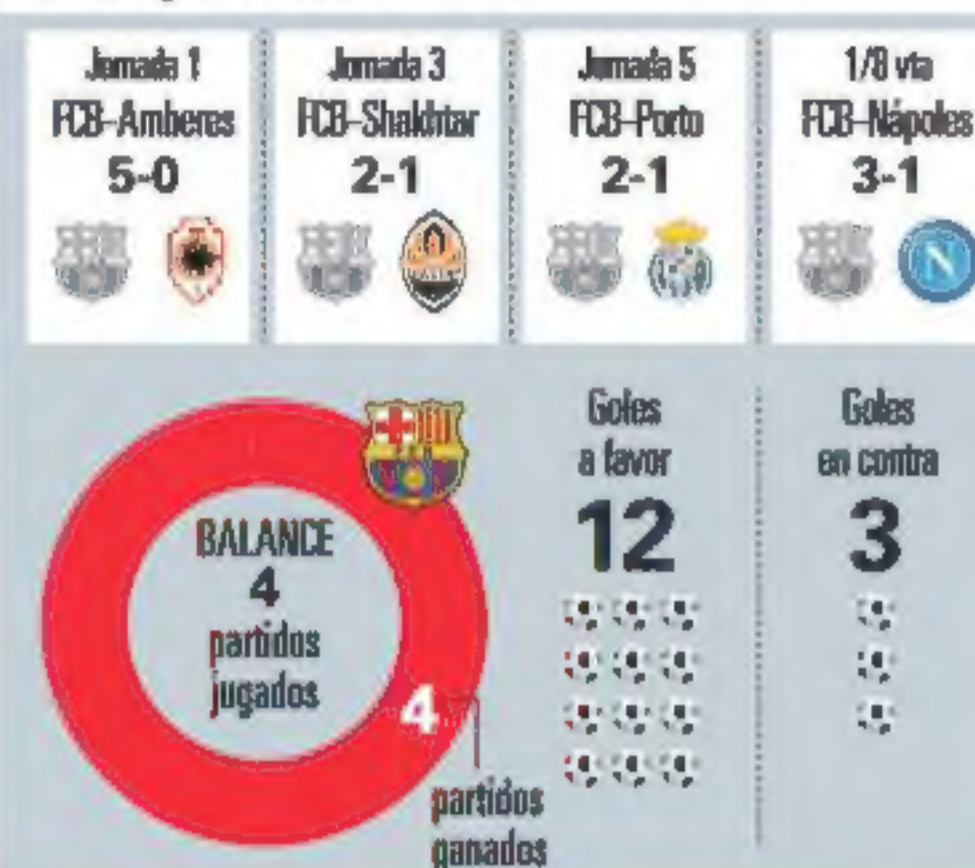 Jornada 1
FCB-Amberes
5-0
Jornada 3
FCB-Shakhtar
2-1
Jornada 5
FCB-Porto
2-1
1/8 vta
FCB-Nápoles
3-1
N
BALANCE
4
partidos
jugados
4
partidos
ganados
Goles
a favor
12
Goles
en contra
3